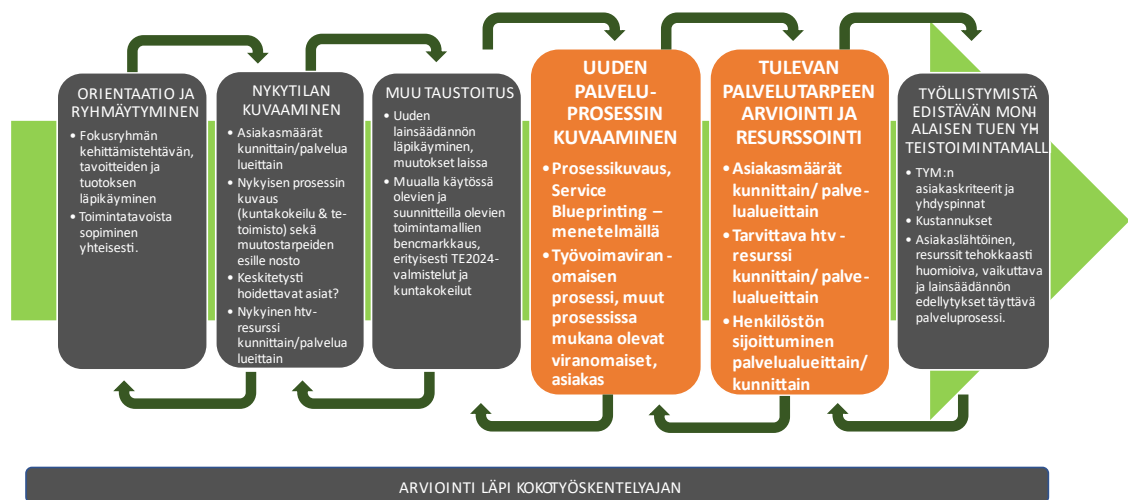 ORIENTAATIO JA
RYHMÄYTYMINEN
• Fokusryhmän
kehittämistehtävän,
tavoitteiden ja
tuotoksen
läpikäyminen
• Toimintatavoista
sopiminen
yhteisesti.
NYKYTILAN
KUVAAMINEN
• Asiakasmäärät
kunnittain/palvelua
lueittain
• Nykyisen prosessin
kuvaus
(kuntakokeilu & te-
toimisto) sekä
muutostarpeiden
esille nosto
• Keskitetysti
hoidettavat asiat?
• Nykyinen htv-
resurssi
kunnittain/palvelua
lueittain
MUU TAUSTOITUS
• Uuden
lainsäädännön
läpikäyminen,
muutokset laissa
• Muualla käytössä
olevien ja
suunnitteilla olevien
toimintamallien
bencmarkkaus,
erityisesti TE2024-
valmistelut ja
kuntakokeilut
UUDEN
PALVELU-
PROSESSIN
KUVAAMINEN
• Prosessikuvaus,
Service
Blueprinting –
menetelmällä
• Työvoimaviran -
omaisen
prosessi, muut
prosessissa
mukana olevat
viranomaiset,
asiakas
TULEVAN
PALVELUTARPEEN
ARVIOINTI JA
RESURSSOINTI
• Asiakasmäärät
kunnittain/ palve-
lualueittain
• Tarvittava htv -
resurssi
kunnittain/ palve-
lualueittain
• Henkilöstön
sijoittuminen
palvelualueittain/
kunnittain
TYÖLLISTYMISTÄ
EDISTÄVÄN MONI-
ALAISEN TUEN YH
TEISTOIMINTAMALL
• TYM:n
asiakaskriteerit ja
yhdyspinnat
• Kustannukset
• Asiakaslähtöinen,
resurssit tehokkaasti
huomioiva, vaikuttava
ja lainsäädännön
edellytykset täyttävä
palveluprosessi.
ARVIOINTI LÄPI KOKOTYÖSKENTELYAJAN